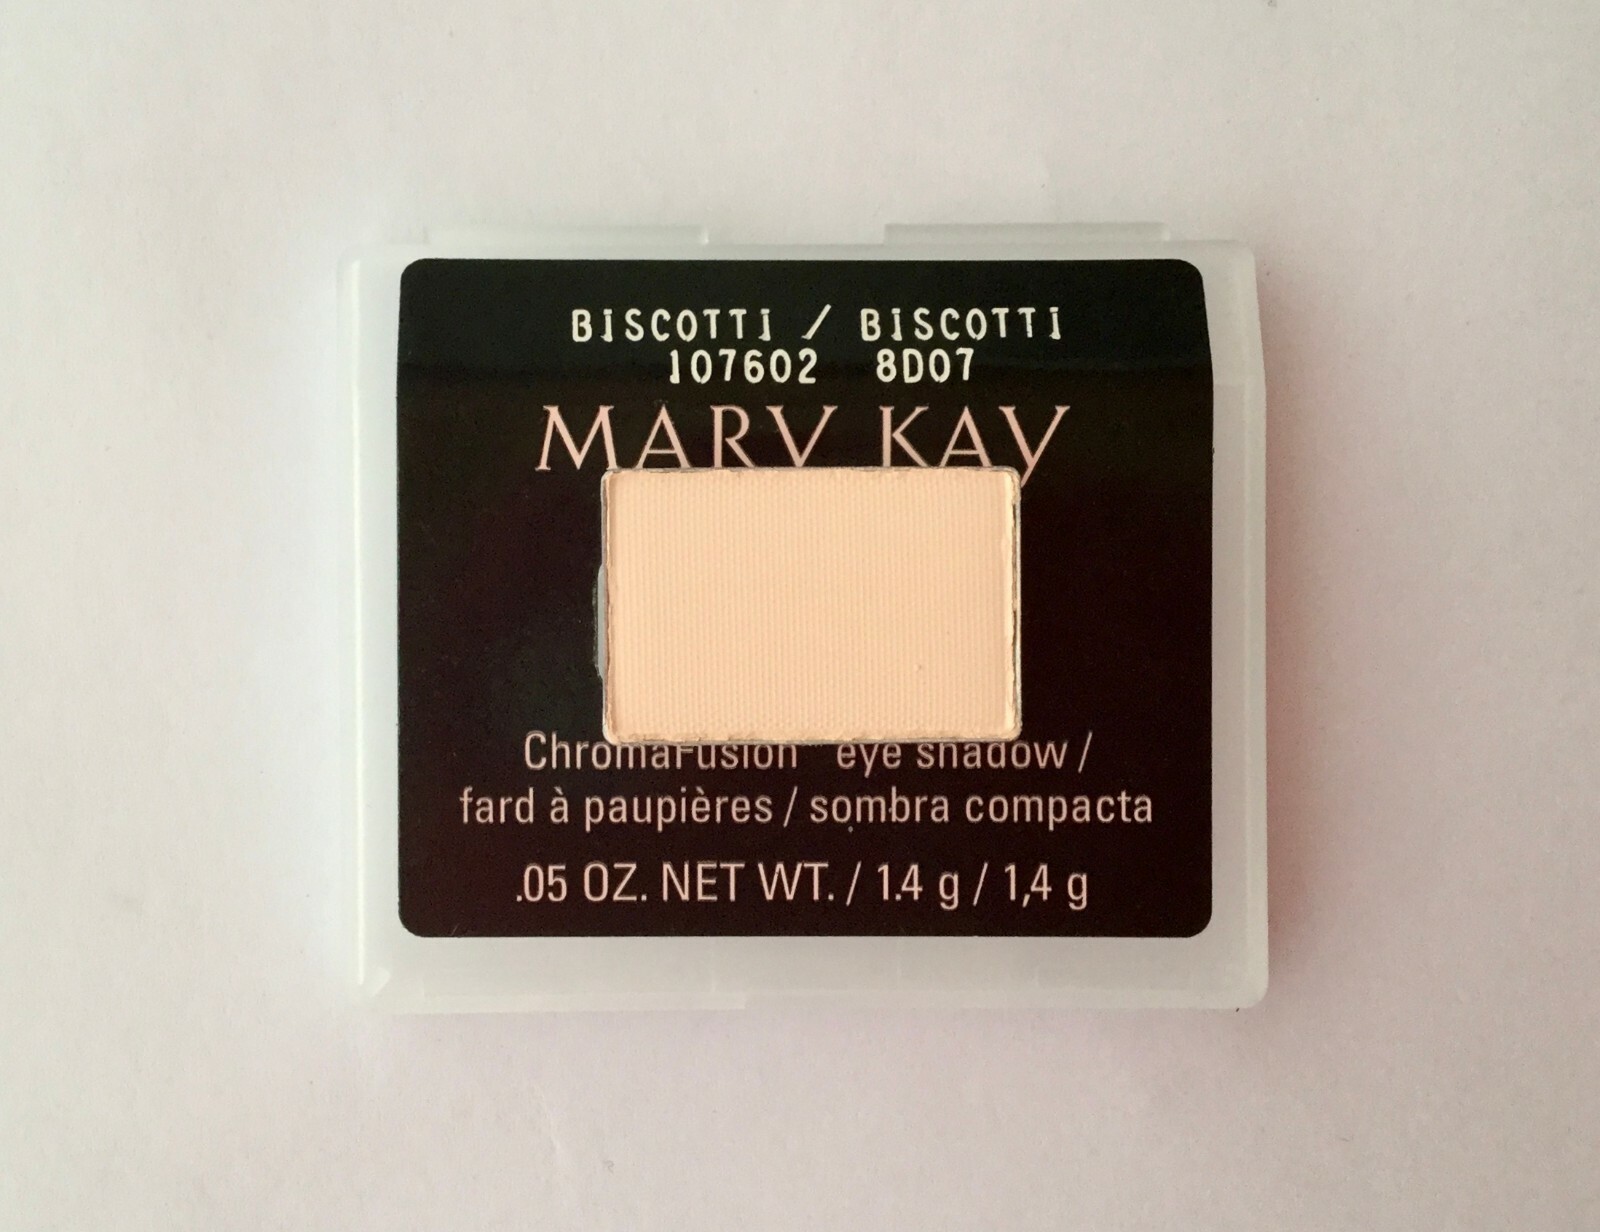 BISCOTTI / BISCOTTI
107602 8D07
MARY KAY
ChromaFusion eye shadow /
fard à paupières / sombra compacta
.05 OZ. NET WT. / 1.4 g / 1,4 g